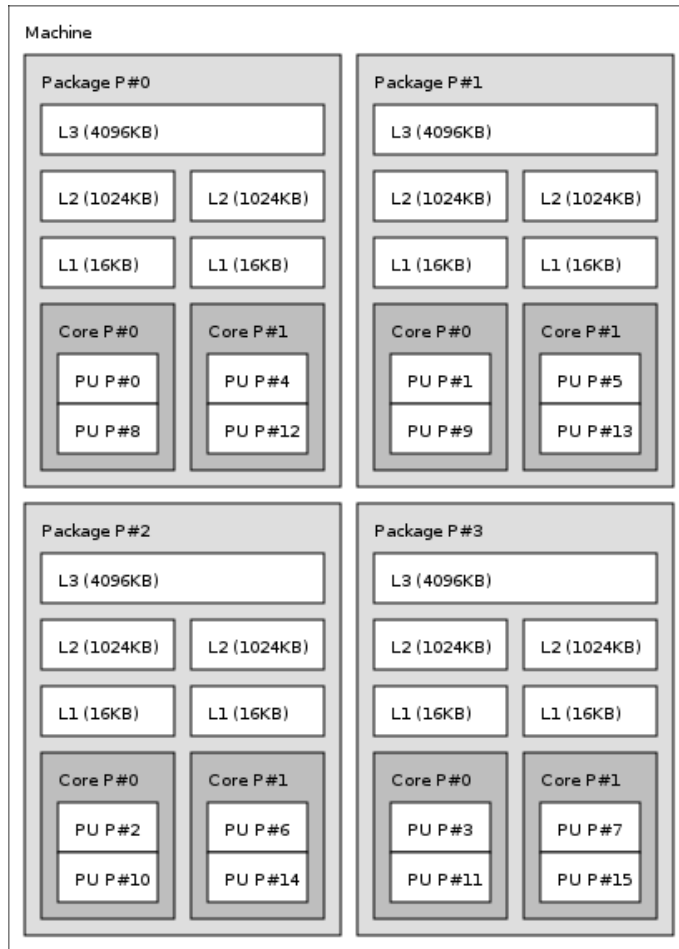 Machine
Package P#0
L3 (4096KB)
L2 (1024KB) L2 (1024KB)
L1 (16KB) L1 (16KB)
Core P#0 Core P#1
PU P#0 PU P#4
PU P#8 PU P#12
Package P#1
L3 (4096KB)
L2 (1024KB) L2 (1024KB)
L1 (16KB) L1 (16KB)
Core P#0 Core P#1
PU P#1 PU P#5
PU P#9 PU P#13
Package P#2
L3 (4096KB)
L2 (1024KB) L2 (1024KB)
L1 (16KB) L1 (16KB)
Core P#0 Core P#1
PU P#2 PU P#6
PU P#10 PU P#14
Package P#3
L3 (4096KB)
L2 (1024KB) L2 (1024KB)
L1 (16KB) L1 (16KB)
Core P#0 Core P#1
PU P#3 PU P#7
PU P#11 PU P#15